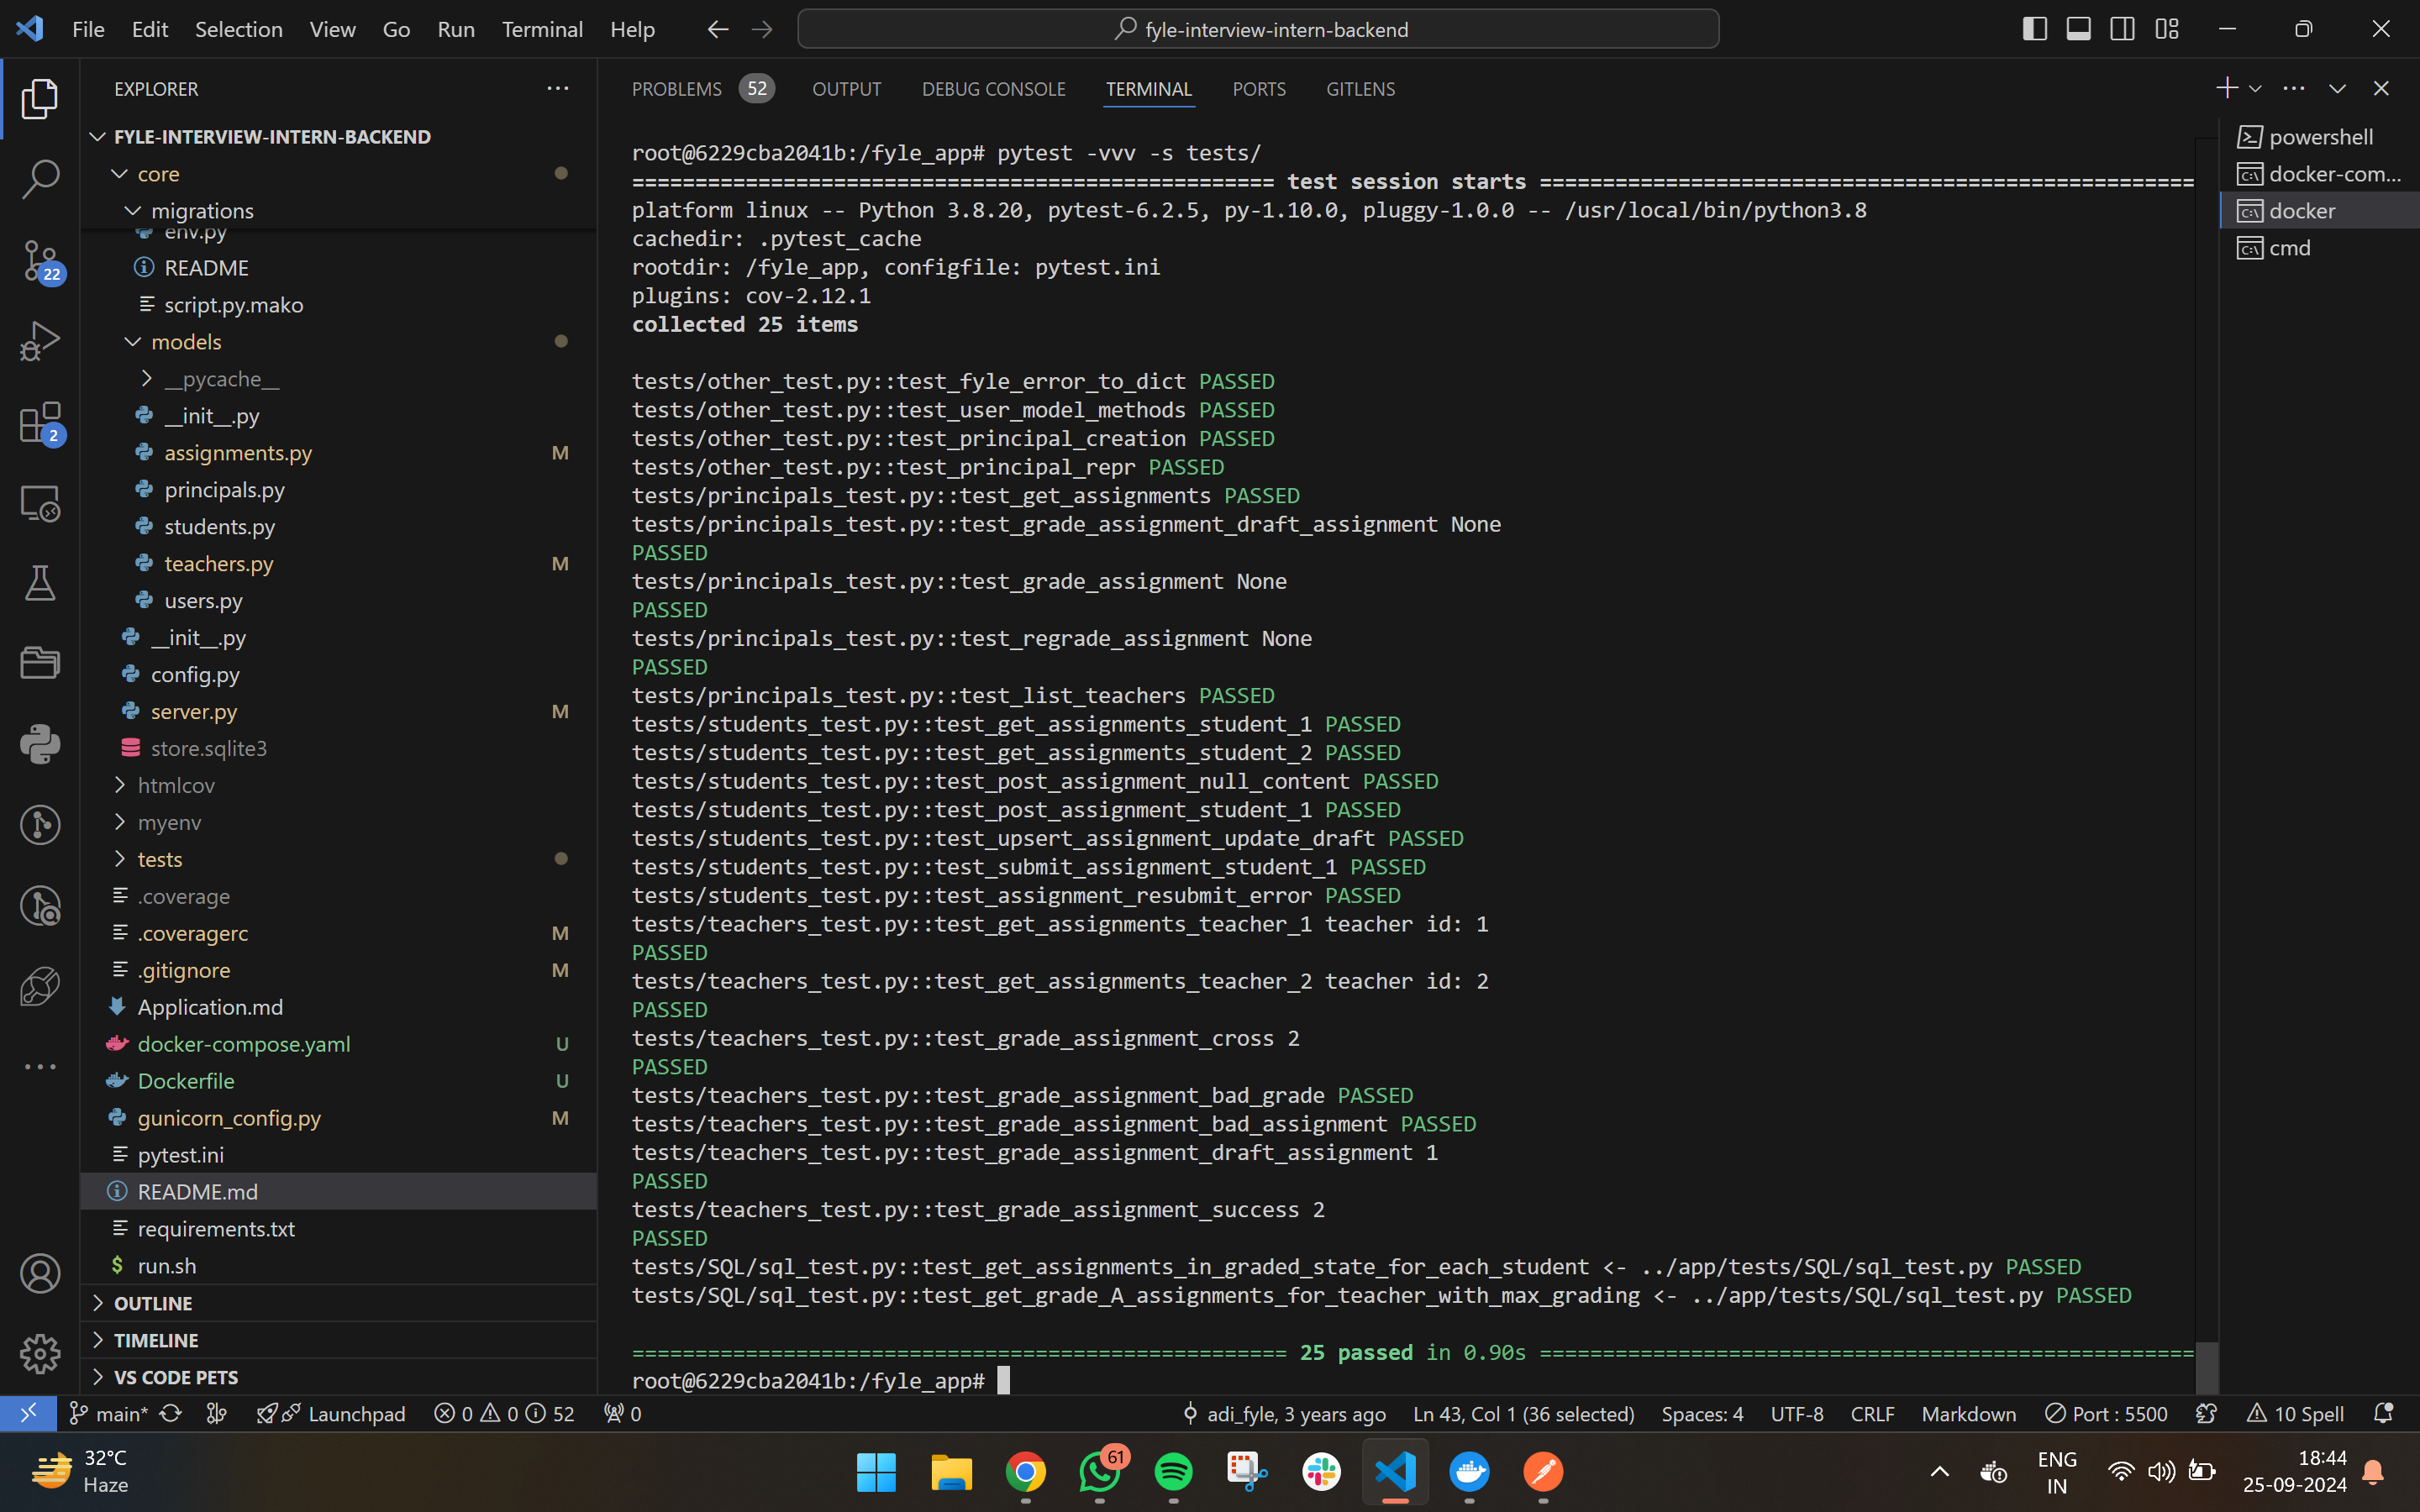 File Edit Selection View Go Run Terminal Help
fyle-interview-intern-backend
EXPLORER
FYLE-INTERVIEW-INTERN-BACKEND
core
migrations
env.py
README
script.py.mako
models
__pycache__
__init__.py
assignments.py M
principals.py
students.py
teachers.py M
users.py
__init__.py
config.py
server.py M
store.sqlite3
htmlcov
myenv
tests
.coverage
.coveragerc M
.gitignore M
Application.md
docker-compose.yaml U
Dockerfile U
gunicorn_config.py M
pytest.ini
README.md
requirements.txt
run.sh
OUTLINE
TIMELINE
VS CODE PETS
22
2
PROBLEMS 52 OUTPUT DEBUG CONSOLE TERMINAL PORTS GITLENS
root@6229cba2041b:/fyle_app# pytest -vvv -s tests/
=================================================== test session starts ====================================================
platform linux -- Python 3.8.20, pytest-6.2.5, py-1.10.0, pluggy-1.0.0 -- /usr/local/bin/python3.8
cachedir: .pytest_cache
rootdir: /fyle_app, configfile: pytest.ini
plugins: cov-2.12.1
collected 25 items
tests/other_test.py::test_fyle_error_to_dict PASSED
tests/other_test.py::test_user_model_methods PASSED
tests/other_test.py::test_principal_creation PASSED
tests/other_test.py::test_principal_repr PASSED
tests/principals_test.py::test_get_assignments PASSED
tests/principals_test.py::test_grade_assignment_draft_assignment None
PASSED
tests/principals_test.py::test_grade_assignment None
PASSED
tests/principals_test.py::test_regrade_assignment None
PASSED
tests/principals_test.py::test_list_teachers PASSED
tests/students_test.py::test_get_assignments_student_1 PASSED
tests/students_test.py::test_get_assignments_student_2 PASSED
tests/students_test.py::test_post_assignment_null_content PASSED
tests/students_test.py::test_post_assignment_student_1 PASSED
tests/students_test.py::test_upsert_assignment_update_draft PASSED
tests/students_test.py::test_submit_assignment_student_1 PASSED
tests/students_test.py::test_assignment_resubmit_error PASSED
tests/teachers_test.py::test_get_assignments_teacher_1 teacher id: 1
PASSED
tests/teachers_test.py::test_get_assignments_teacher_2 teacher id: 2
PASSED
tests/teachers_test.py::test_grade_assignment_cross 2
PASSED
tests/teachers_test.py::test_grade_assignment_bad_grade PASSED
tests/teachers_test.py::test_grade_assignment_bad_assignment PASSED
tests/teachers_test.py::test_grade_assignment_draft_assignment 1
PASSED
tests/teachers_test.py::test_grade_assignment_success 2
PASSED
tests/SQL/sql_test.py::test_get_assignments_in_graded_state_for_each_student <- ../app/tests/SQL/sql_test.py PASSED
tests/SQL/sql_test.py::test_get_grade_A_assignments_for_teacher_with_max_grading <- ../app/tests/SQL/sql_test.py PASSED
==================================================== 25 passed in 0.90s ====================================================
root@6229cba2041b:/fyle_app#
powershell
docker-com...
docker
cmd
main* Launchpad 0 0 52 0 adi_fyle, 3 years ago Ln 43, Col 1 (36 selected) Spaces: 4 UTF-8 CRLF Markdown Port : 5500 10 Spell
32°C
Haze
61
ENG
IN
18:44
25-09-2024